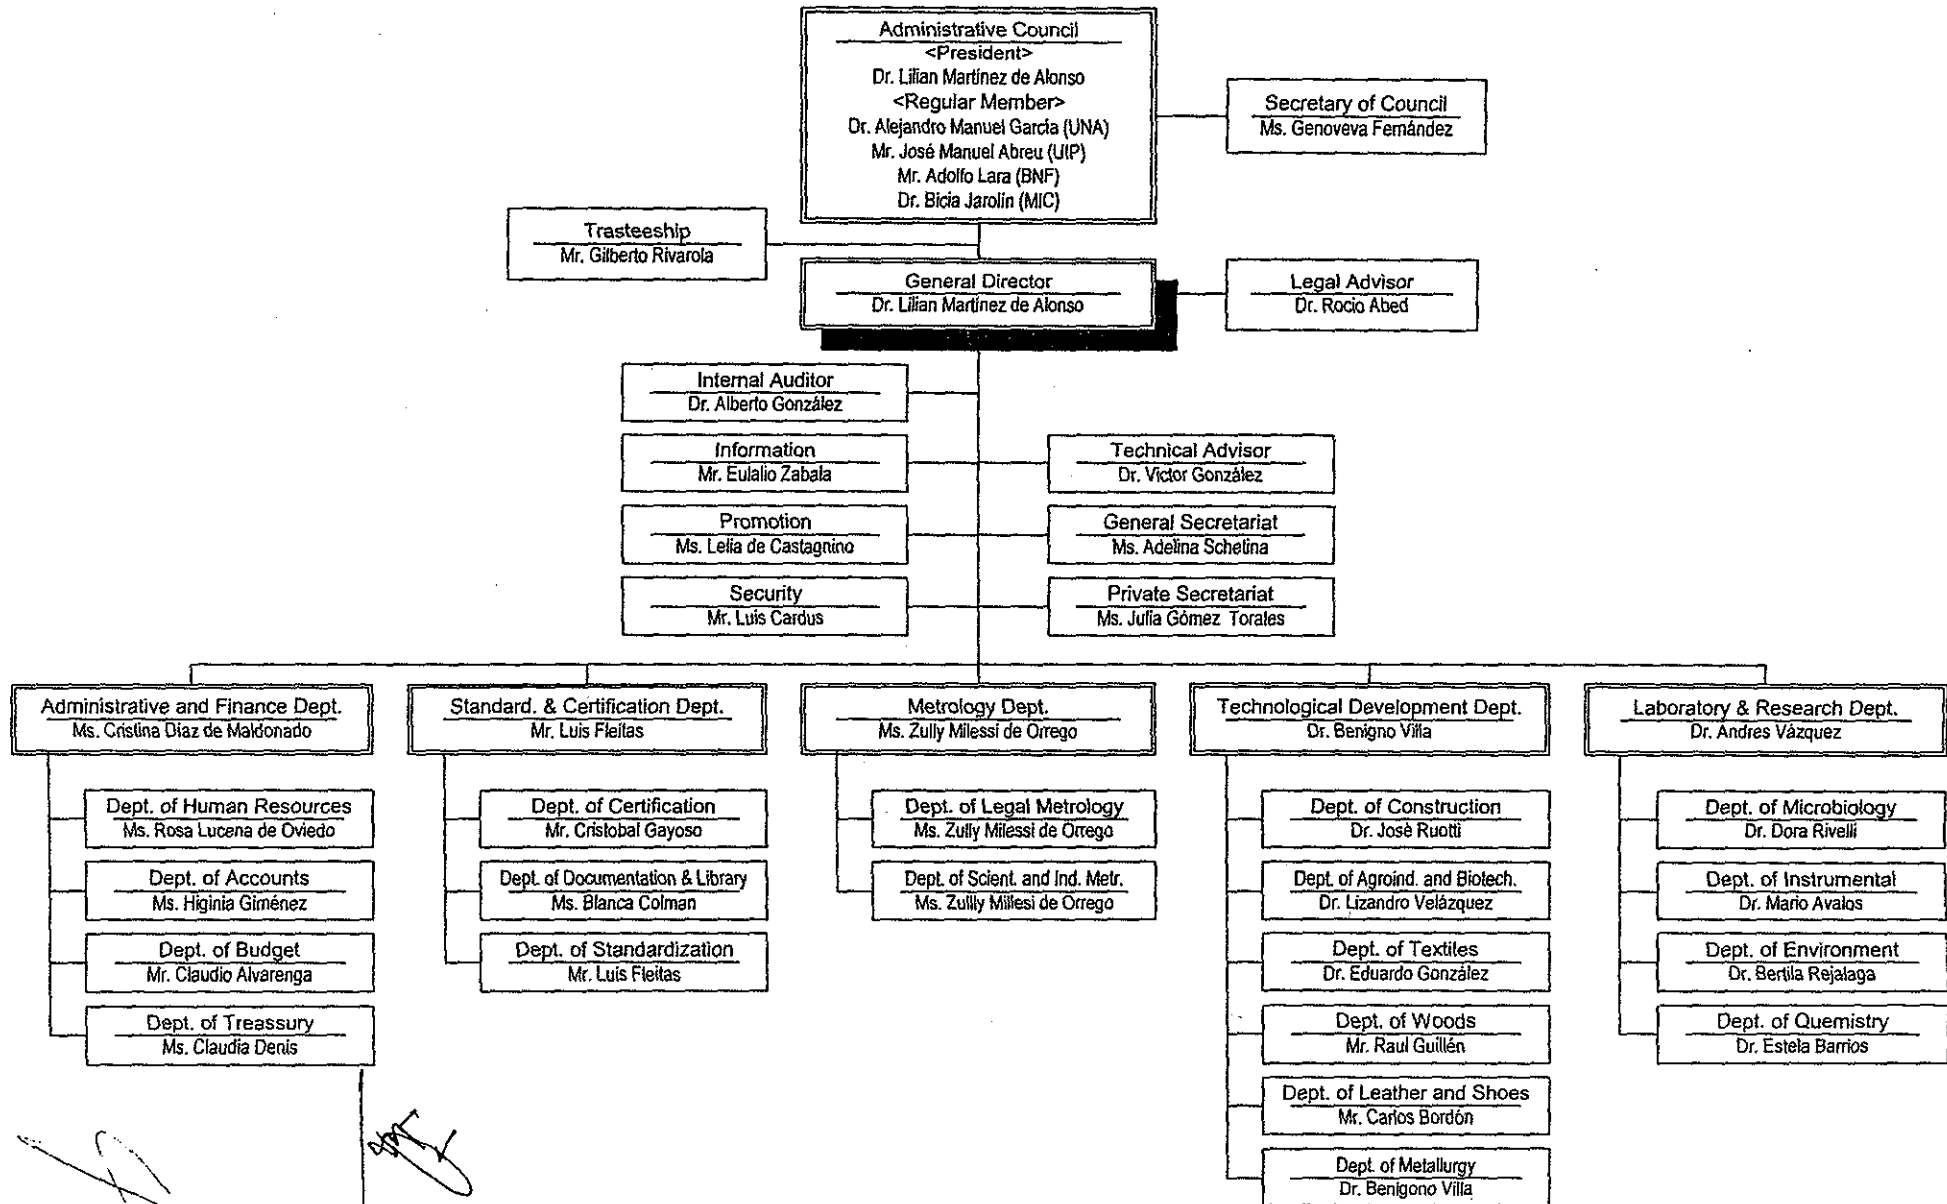 Administrative Council
<President>
Dr. Lilian Martínez de Alonso
<Regular Member>
Dr. Alejandro Manuel García (UNA)
Mr. José Manuel Abreu (UIP)
Mr. Adolfo Lara (BNF)
Dr. Bicia Jarolin (MIC)
Secretary of Council
Ms. Genoveva Fernández
Trasteeship
Mr. Gilberto Rivarola
General Director
Dr. Lilian Martínez de Alonso
Legal Advisor
Dr. Rocio Abed
Internal Auditor
Dr. Alberto González
Information
Mr. Eulalio Zabala
Technical Advisor
Dr. Victor González
Promotion
Ms. Lelia de Castagnino
General Secretariat
Ms. Adelina Schetina
Security
Mr. Luis Cardus
Private Secretariat
Ms. Julia Gómez Torales
Administrative and Finance Dept.
Ms. Cristina Diaz de Maldonado
Dept. of Human Resources
Ms. Rosa Lucena de Oviedo
Dept. of Accounts
Ms. Higinia Giménez
Dept. of Budget
Mr. Claudio Alvarenga
Dept. of Treassury
Ms. Claudia Denis
Standard. & Certification Dept.
Mr. Luis Fleitas
Dept. of Certification
Mr. Cristobal Gayoso
Dept. of Documentation & Library
Ms. Blanca Colman
Dept. of Standardization
Mr. Luis Fleitas
Metrology Dept.
Ms. Zully Milessi de Orrego
Dept. of Legal Metrology
Ms. Zully Milessi de Orrego
Dept. of Scient. and Ind. Metr.
Ms. Zullly Millesi de Orrego
Technological Development Dept.
Dr. Benigno Villa
Dept. of Construction
Dr. José Ruotti
Dept. of Agroind. and Biotech.
Dr. Lizandro Velázquez
Dept. of Textiles
Dr. Eduardo González
Dept. of Woods
Mr. Raul Guillén
Dept. of Leather and Shoes
Mr. Carlos Bordón
Dept. of Metallurgy
Dr. Benigono Villa
Laboratory & Research Dept.
Dr. Andres Vázquez
Dept. of Microbiology
Dr. Dora Rivelli
Dept. of Instrumental
Dr. Mario Avalos
Dept. of Environment
Dr. Bertila Rejalaga
Dept. of Quemistry
Dr. Estela Barrios